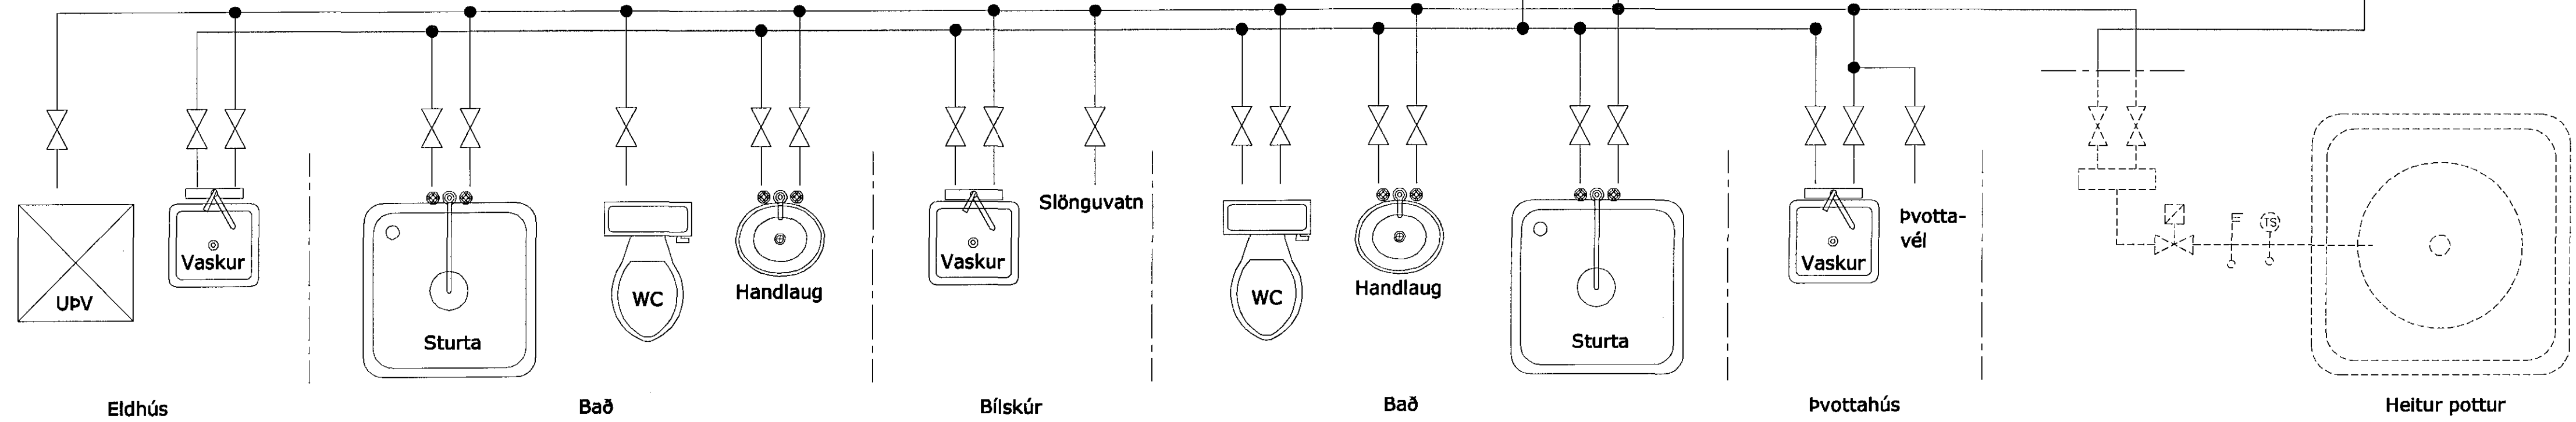 UÞV
Vaskur
Sturta
WC
Handlaug
Vaskur
Slönguvatn
WC
Handlaug
Sturta
Vaskur
Þvotta-
vél
TS
Eldhús
Bað
Bílskúr
Bað
Þvottahús
Heitur pottur